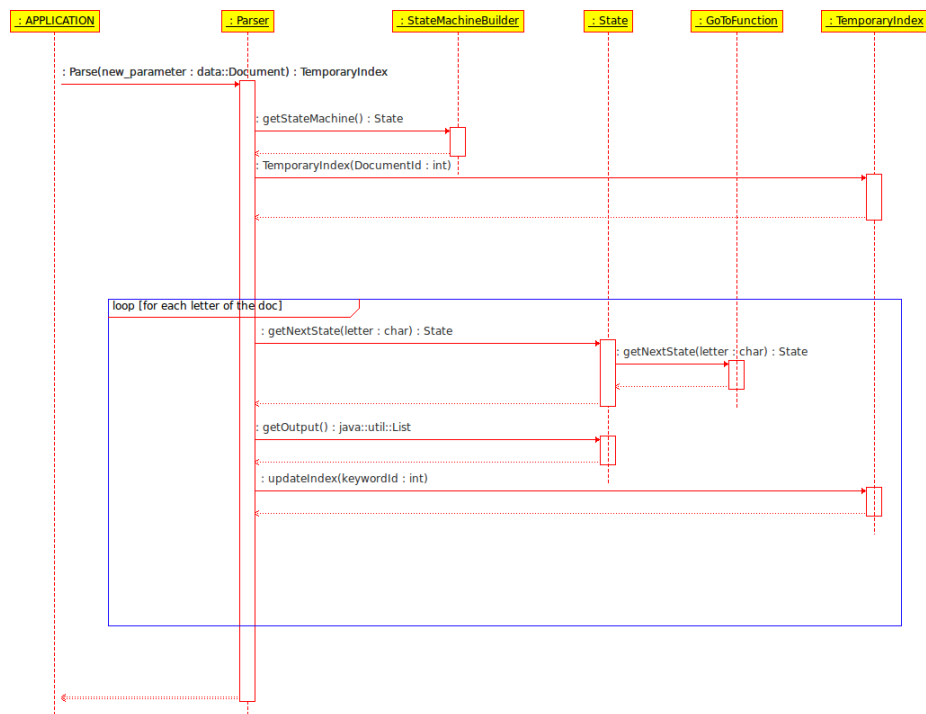 : APPLICATION
: Parser
: StateMachineBuilder
: State
: GoToFunction
: TemporaryIndex
: Parse(new_parameter : data::Document) : TemporaryIndex
: getStateMachine() : State
: TemporaryIndex(DocumentId : int)
loop [for each letter of the doc]
: getNextState(letter : char) : State
: getNextState(letter : char) : State
: getOutput() : java::util::List
: updateIndex(keywordId : int)